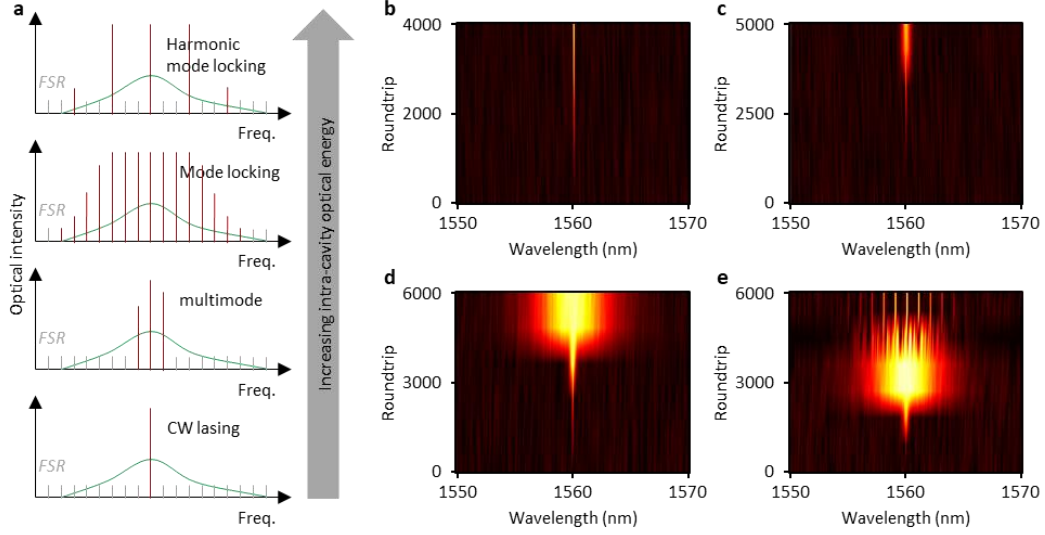 a
Optical intensity
Harmonic
mode locking
FSR
Freq.
Mode locking
FSR
Freq.
multimode
FSR
Freq.
CW lasing
FSR
Freq.
Increasing intra-cavity optical energy
b
Roundtrip
4000
2000
0
1550
1560
1570
Wavelength (nm)
c
Roundtrip
5000
2500
0
1550
1560
1570
Wavelength (nm)
d
Roundtrip
6000
3000
0
1550
1560
1570
Wavelength (nm)
e
Roundtrip
6000
3000
0
1550
1560
1570
Wavelength (nm)